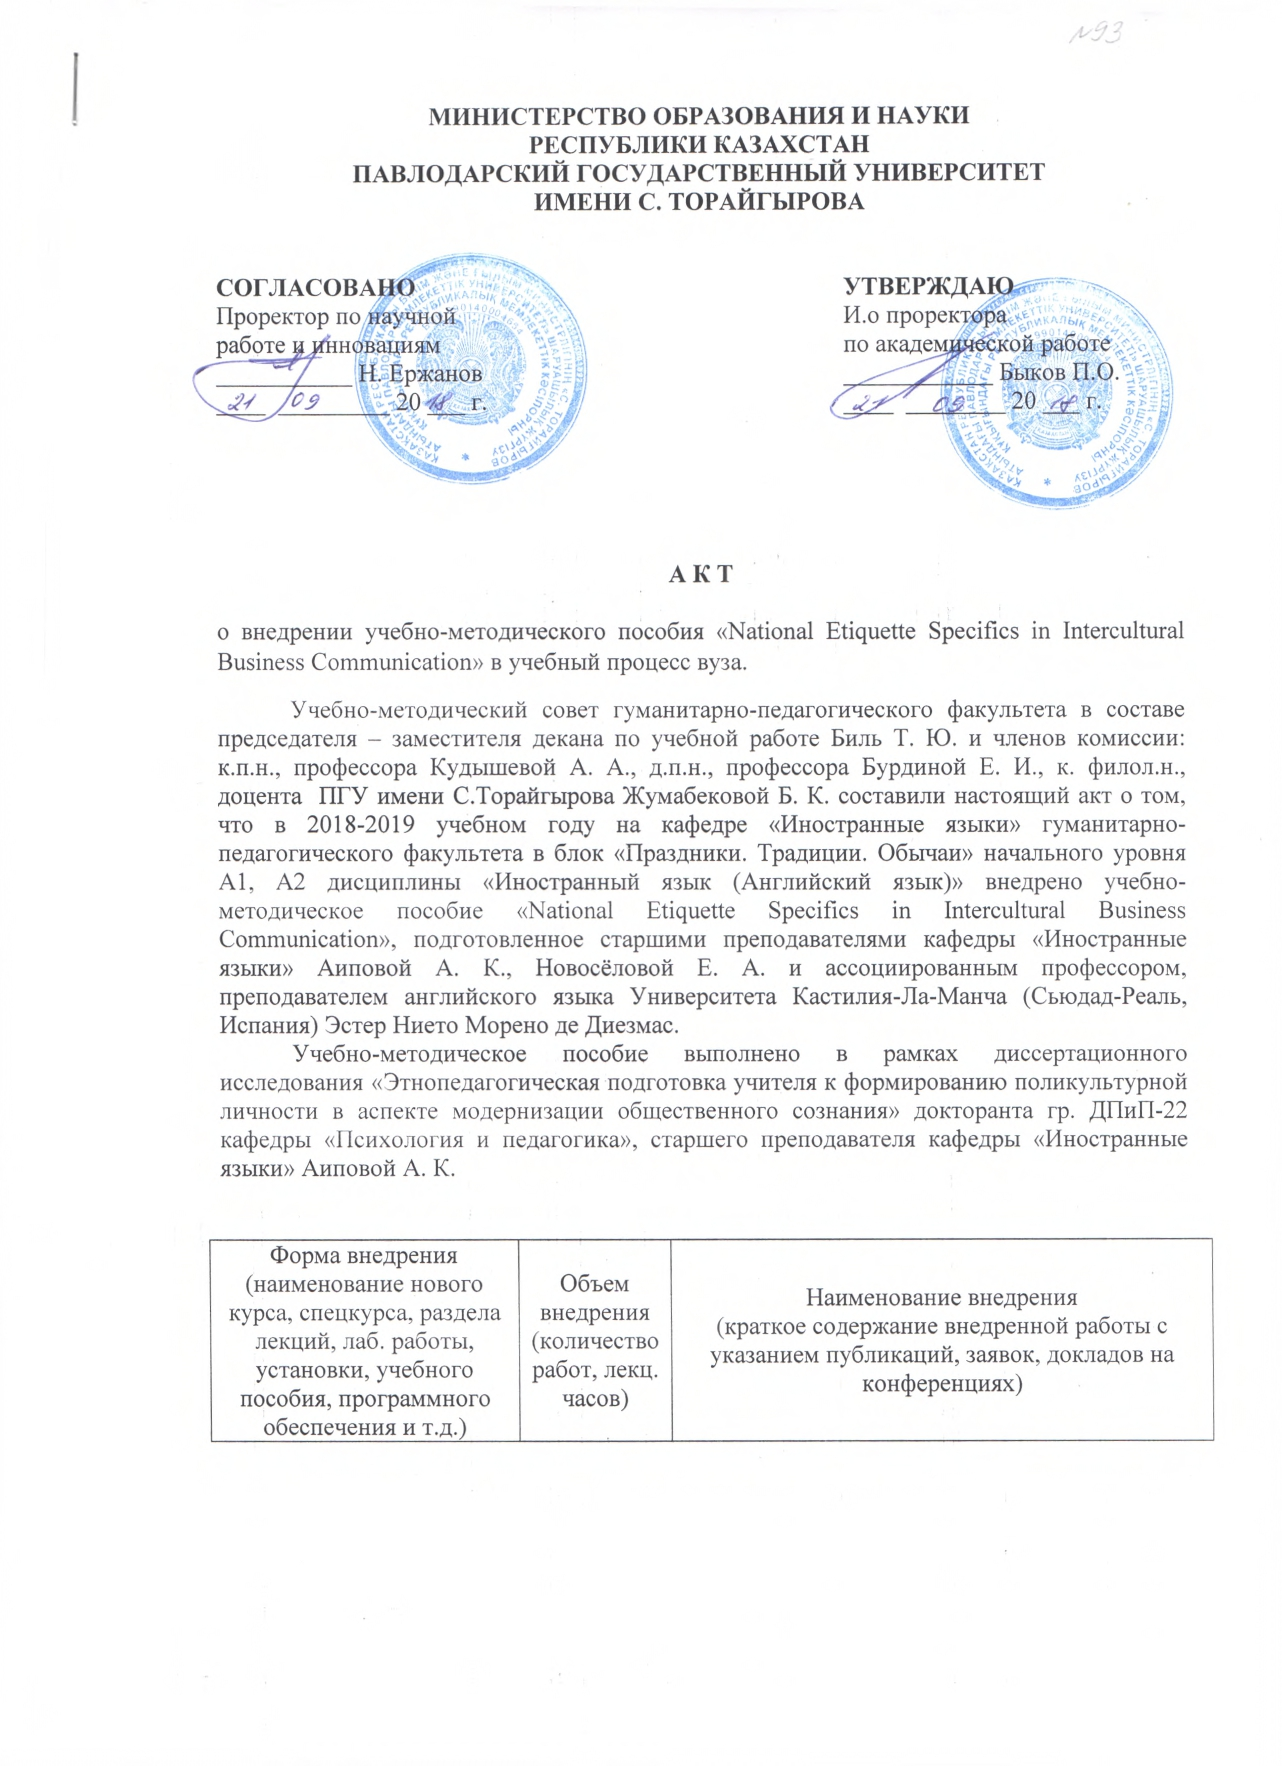 №93
МИНИСТЕРСТВО ОБРАЗОВАНИЯ И НАУКИ
РЕСПУБЛИКИ КАЗАХСТАН
ПАВЛОДАРСКИЙ ГОСУДАРСТВЕННЫЙ УНИВЕРСИТЕТ
ИМЕНИ С. ТОРАЙГЫРОВА
СОГЛАСОВАНО
Проректор по научной
работе и инновациям
___________ Н. Ержанов
21 09 20 18 г.
УТВЕРЖДАЮ
И.о проректора
по академической работе
____________ Быков П.О.
21 09 20 18 г.
А К Т
о внедрении учебно-методического пособия «National Etiquette Specifics in Intercultural
Business Communication» в учебный процесс вуза.
Учебно-методический совет гуманитарно-педагогического факультета в составе
председателя – заместителя декана по учебной работе Биль Т. Ю. и членов комиссии:
к.п.н., профессора Кудышевой А. А., д.п.н., профессора Бурдиной Е. И., к. филол.н.,
доцента ПГУ имени С.Торайгырова Жумабековой Б. К. составили настоящий акт о том,
что в 2018-2019 учебном году на кафедре «Иностранные языки» гуманитарно-
педагогического факультета в блок «Праздники. Традиции. Обычаи» начального уровня
А1, А2 дисциплины «Иностранный язык (Английский язык)» внедрено учебно-
методическое пособие «National Etiquette Specifics in Intercultural Business
Communication», подготовленное старшими преподавателями кафедры «Иностранные
языки» Аиповой А. К., Новосёловой Е. А. и ассоциированным профессором,
преподавателем английского языка Университета Кастилия-Ла-Манча (Сьюдад-Реаль,
Испания) Эстер Нието Морено де Диезмас.
Учебно-методическое пособие выполнено в рамках диссертационного
исследования «Этнопедагогическая подготовка учителя к формированию поликультурной
личности в аспекте модернизации общественного сознания» докторанта гр. ДПиП-22
кафедры «Психология и педагогика», старшего преподавателя кафедры «Иностранные
языки» Аиповой А. К.
Форма внедрения
(наименование нового
курса, спецкурса, раздела
лекций, лаб. работы,
установки, учебного
пособия, программного
обеспечения и т.д.)
Объем
внедрения
(количество
работ, лекц.
часов)
Наименование внедрения
(краткое содержание внедренной работы с
указанием публикаций, заявок, докладов на
конференциях)